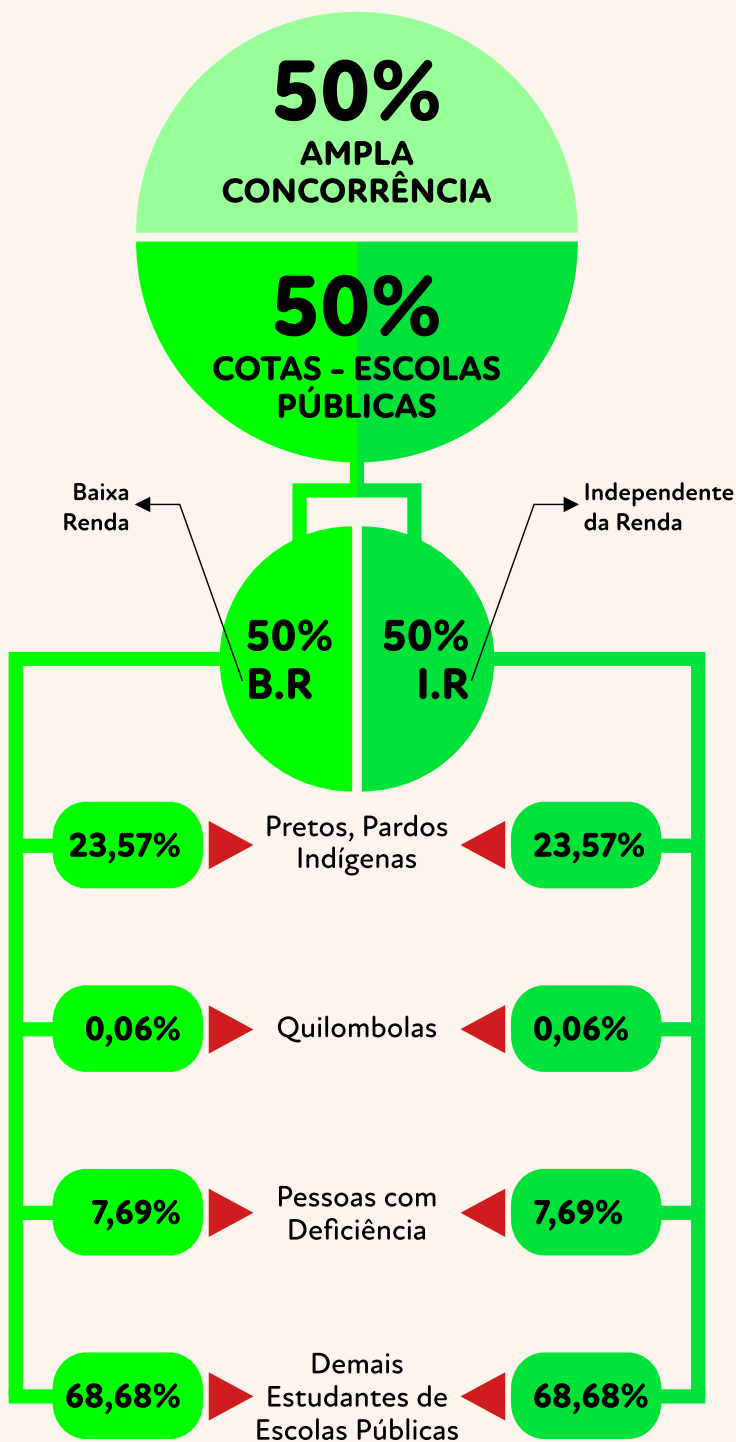 50%
AMPLA
CONCORRÊNCIA
50%
COTAS - ESCOLAS
PÚBLICAS
Baixa
Renda
Independente
da Renda
50%
B.R
50%
I.R
23,57%
Pretos, Pardos
Indígenas
23,57%
0,06%
Quilombolas
0,06%
7,69%
Pessoas com
Deficiência
7,69%
68,68%
Demais
Estudantes de
Escolas Públicas
68,68%